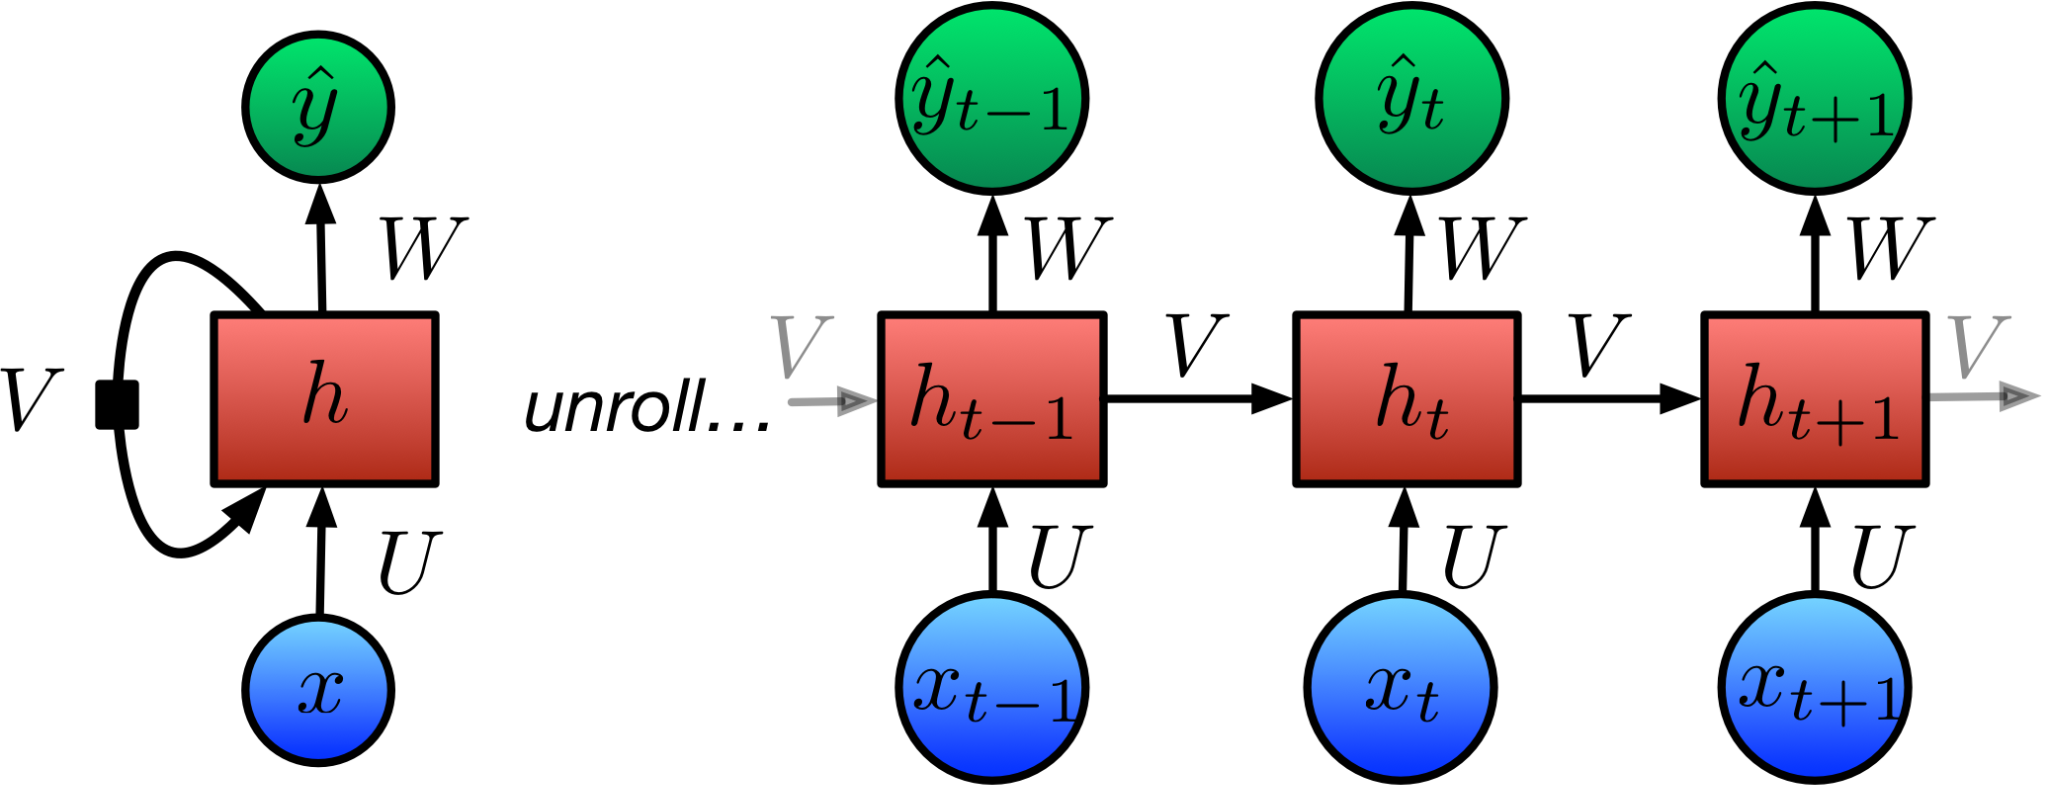 ŷ
W
V
h
U
x
unroll...
ŷₜ₋₁ ŷₜ ŷₜ₊₁
W W W
V V V V
hₜ₋₁ hₜ hₜ₊₁
U U U
xₜ₋₁ xₜ xₜ₊₁